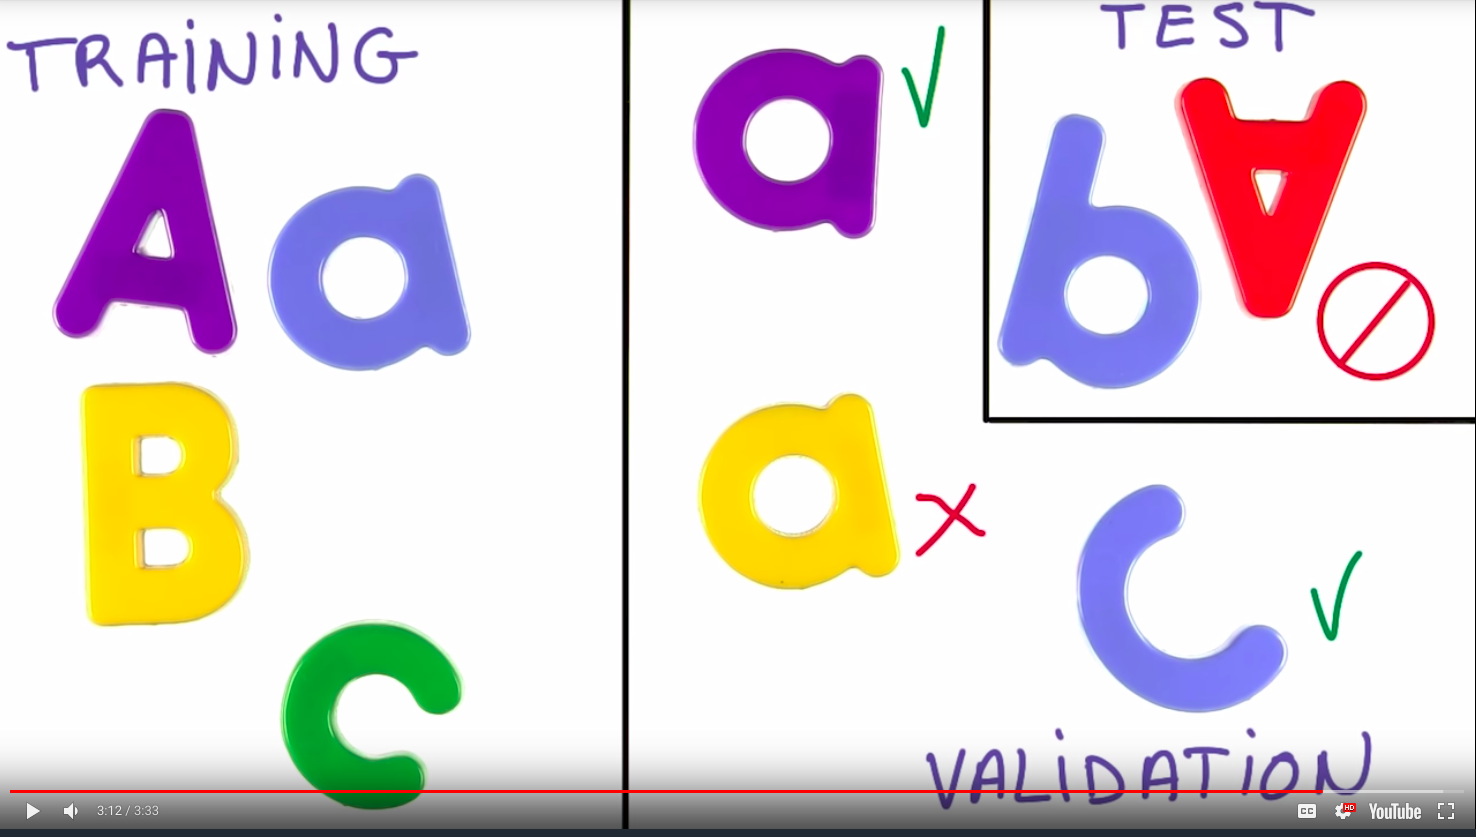 TRAINING
TEST
A a
a
b A
B
a
c
c
VALIDATION
3:12 / 3:33
CC
HD
YouTube